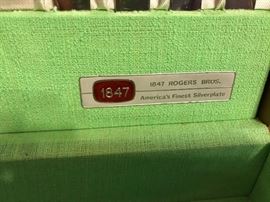 1847
1847 ROGERS BROS.
America's Finest Silverplate